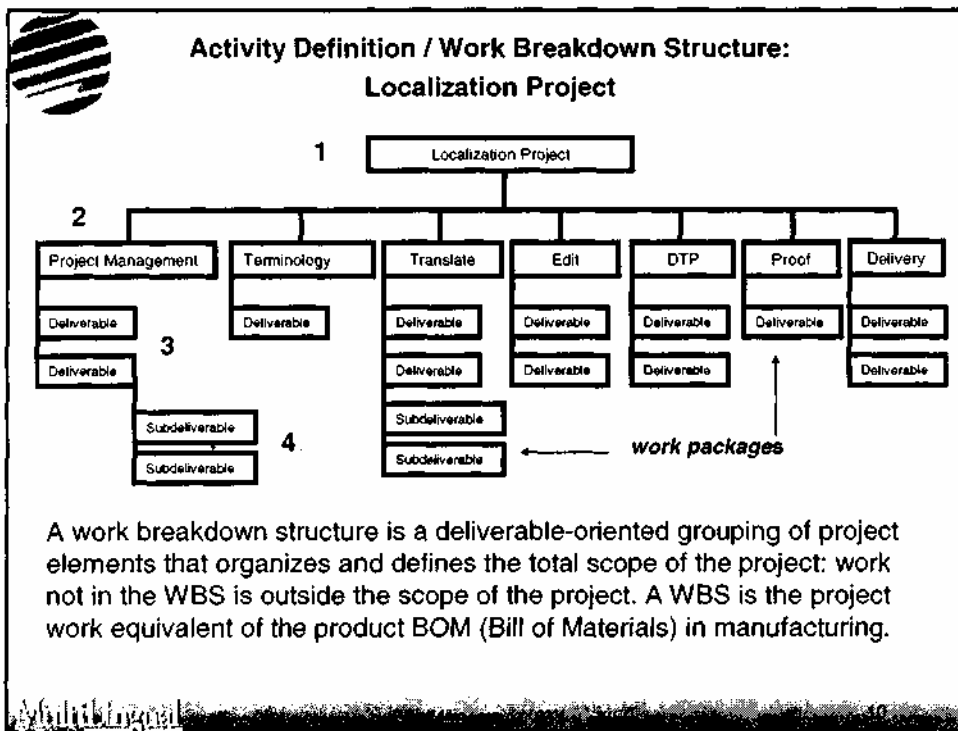 Activity Definition / Work Breakdown Structure:
Localization Project
1
Localization Project
2
Project Management
Terminology
Translate
Edit
DTP
Proof
Delivery
Deliverable
Deliverable
Deliverable
Deliverable
Deliverable
Deliverable
Deliverable
3
Deliverable
Deliverable
Deliverable
Deliverable
Deliverable
Subdeliverable
4
Subdeliverable
Subdeliverable
Subdeliverable
work packages
A work breakdown structure is a deliverable-oriented grouping of project
elements that organizes and defines the total scope of the project: work
not in the WBS is outside the scope of the project. A WBS is the project
work equivalent of the product BOM (Bill of Materials) in manufacturing.
MultiLingual